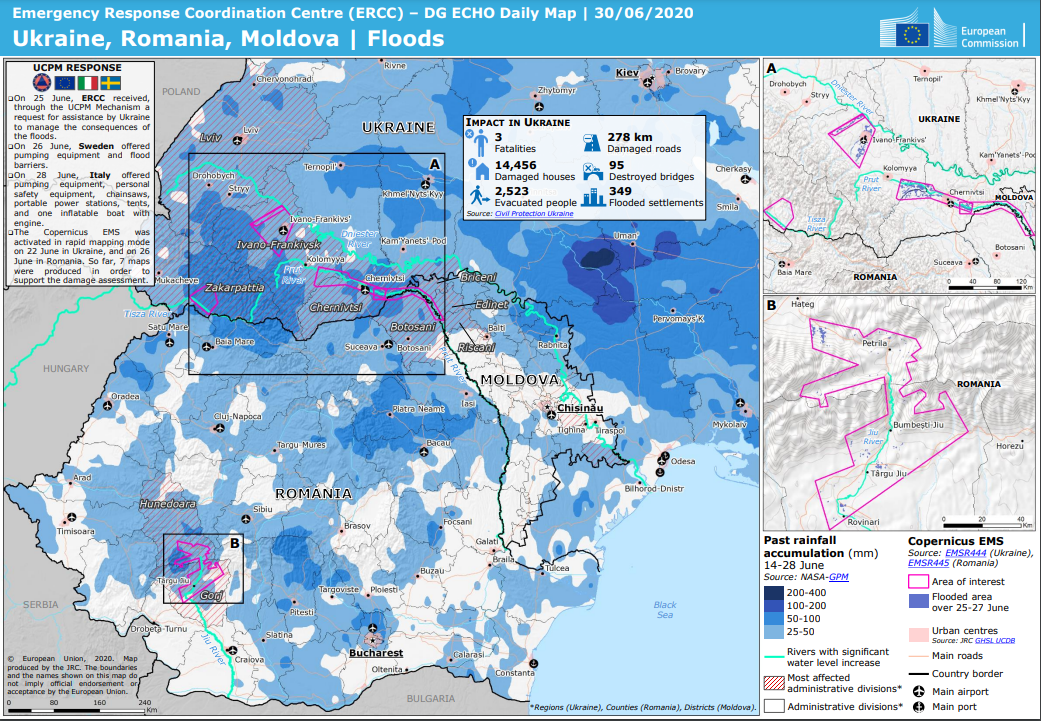 Emergency Response Coordination Centre (ERCC) – DG ECHO Daily Map | 30/06/2020
Ukraine, Romania, Moldova | Floods
European
Commission
UCPM RESPONSE
❑On 25 June, ERCC received,
through the UCPM Mechanism a
request for assistance by Ukraine
to manage the consequences of
the floods.
❑On 26 June, Sweden offered
pumping equipment and flood
barriers.
❑On 28 June, Italy offered
pumping equipment, personal
safety equipment, chainsaws,
portable power stations, tents,
and one inflatable boat with
engine.
❑The Copernicus EMS was
activated in rapid mapping mode
on 22 June in Ukraine, and on 26
June in Romania. So far, 7 maps
were produced in order to
support the damage assessment.
IMPACT IN UKRAINE
3
Fatalities
278 km
Damaged roads
14,456
Damaged houses
95
Destroyed bridges
2,523
Evacuated people
349
Flooded settlements
Source: Civil Protection Ukraine
POLAND
Chervonohrad
Rivne
Zhytomyr
Kiev
Brovary
UKRAINE
Lviv
Lviv
A
Drohobych
Stryy
Ternopil'
Khmel'Nyts'Kyy
Cherkasy
Smila
Ivano-Frankivs'
Dniester
River
Ivano-Frankivsk
Kam'Yanets'-Pod
Uman'
Kolomyya
Prut
River
Mukacheve
Zakarpattia
Chernivtsi
Chernivtsi
Briceni
Edinet
Tisza River
Satu Mare
Baia Mare
Botosani
Suceava
Botosani
Balti
Riscani
Rabnita
Pervomays'K
Prut River
HUNGARY
MOLDOVA
Oradea
Cluj-Napoca
Piatra Neamt
Iasi
Chisinău
Tighina
Tiraspol
Mykolaiv
Targu-Mures
Bacau
Odesa
Bilhorod-Dnistr
Arad
ROMANIA
Hunedoara
Timisoara
Sibiu
Brasov
Focsani
Galati
Braila
Tulcea
B
Targu Jiu
Gorj
Buzau
Targoviste
Ploiesti
Pitesti
SERBIA
Drobeta-Turnu
Jiu River
Slatina
Craiova
Bucharest
Oltenita
Calarasi
Constanta
Black
Sea
BULGARIA
© European Union, 2020. Map
produced by the JRC. The boundaries
and the names shown on this map do
not imply official endorsement or
acceptance by the European Union.
0 80 160 240
Km
*Regions (Ukraine), Counties (Romania), Districts (Moldova).
A
Drohobych
Stryy
Dniester River
Ternopil'
Khmel'Nyts'Kyy
UKRAINE
Ivano-Frankivs'
Kam'Yanets'-Pod
Kolomyya
Prut
River
Chernivtsi
MOLDOVA
Tisza
River
Botosani
Suceava
Baia Mare
ROMANIA
0 40 80 120
Km
B
Hațeg
Petrila
ROMANIA
Bumbești-Jiu
Jiu
River
Horezu
Târgu Jiu
Rovinari
0 20 40
Km
Past rainfall
accumulation (mm)
14-28 June
Source: NASA-GPM
200-400
100-200
50-100
25-50
Rivers with significant
water level increase
Most affected
administrative divisions*
Administrative divisions*
Copernicus EMS
Source: EMSR444 (Ukraine),
EMSR445 (Romania)
Area of interest
Flooded area
over 25-27 June
Urban centres
Source: JRC GHSL UCDB
Main roads
Country border
Main airport
Main port